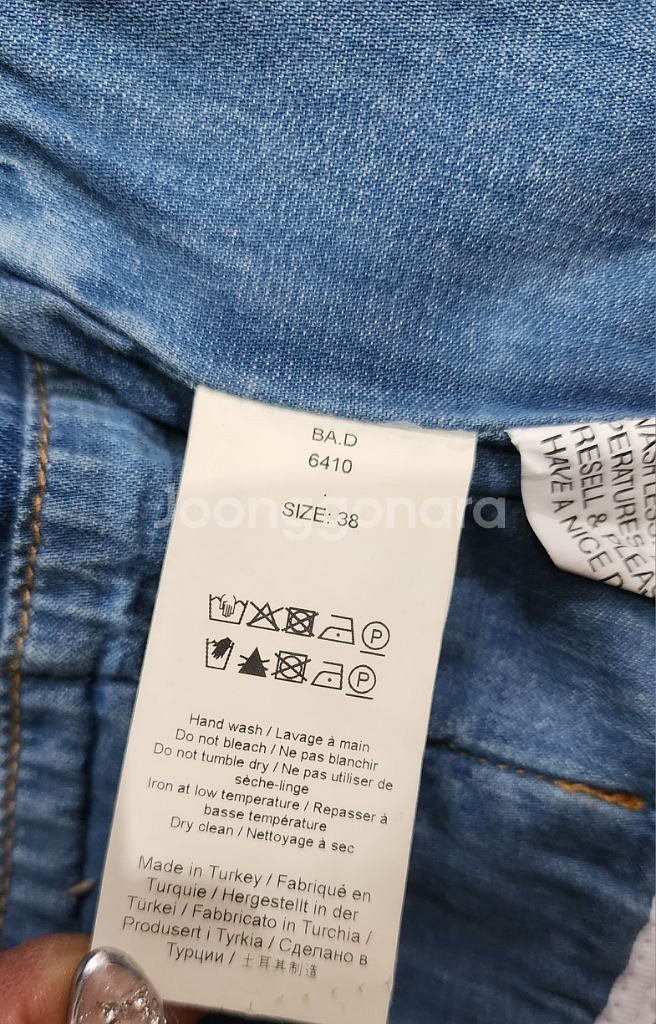 BA.D
6410
.
SIZE: 38
Joonggonara
P
P
Hand wash / Lavage à main
Do not bleach / Ne pas blanchir
Do not tumble dry / Ne pas utiliser de
sèche-linge
Iron at low temperature / Repasser à
basse température
Dry clean / Nettoyage à sec
Made in Turkey / Fabriqué en
Turquie / Hergestellt in der
Türkei / Fabbricato in Turchia /
Produsert i Tyrkia / Сделано в
Турции / 土耳其制造
RESELL &
HAVE A NICE